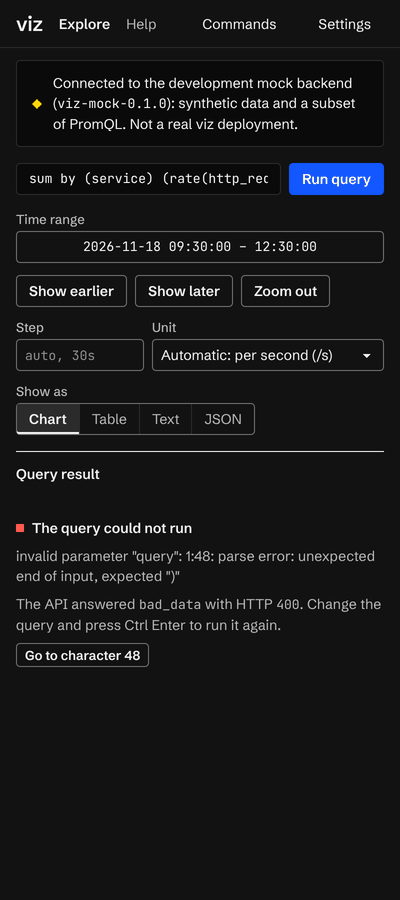 viz Explore Help Commands Settings
Connected to the development mock backend
(viz-mock-0.1.0): synthetic data and a subset
of PromQL. Not a real viz deployment.
sum by (service) (rate(http_rec
Run query
Time range
2026-11-18 09:30:00 – 12:30:00
Show earlier Show later Zoom out
Step Unit
auto, 30s Automatic: per second (/s)
Show as
Chart Table Text JSON
Query result
The query could not run
invalid parameter "query": 1:48: parse error: unexpected
end of input, expected ")"
The API answered bad_data with HTTP 400. Change the
query and press Ctrl Enter to run it again.
Go to character 48